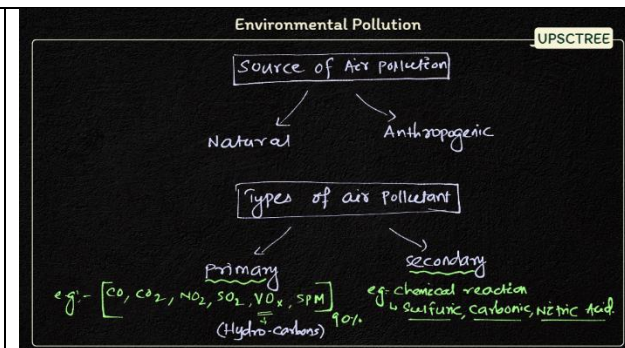 Environmental Pollution
UPSCTREE
Source of Air Pollution
Natural
Anthropogenic
Types of air Pollutant
primary
secondary
e.g:- [CO, CO2, NO2, SO2, VOx, SPM] 90%
(Hydro-carbons)
eg- chemical reaction
↳ Sulfuric, Carbonic, Nitric Acid.